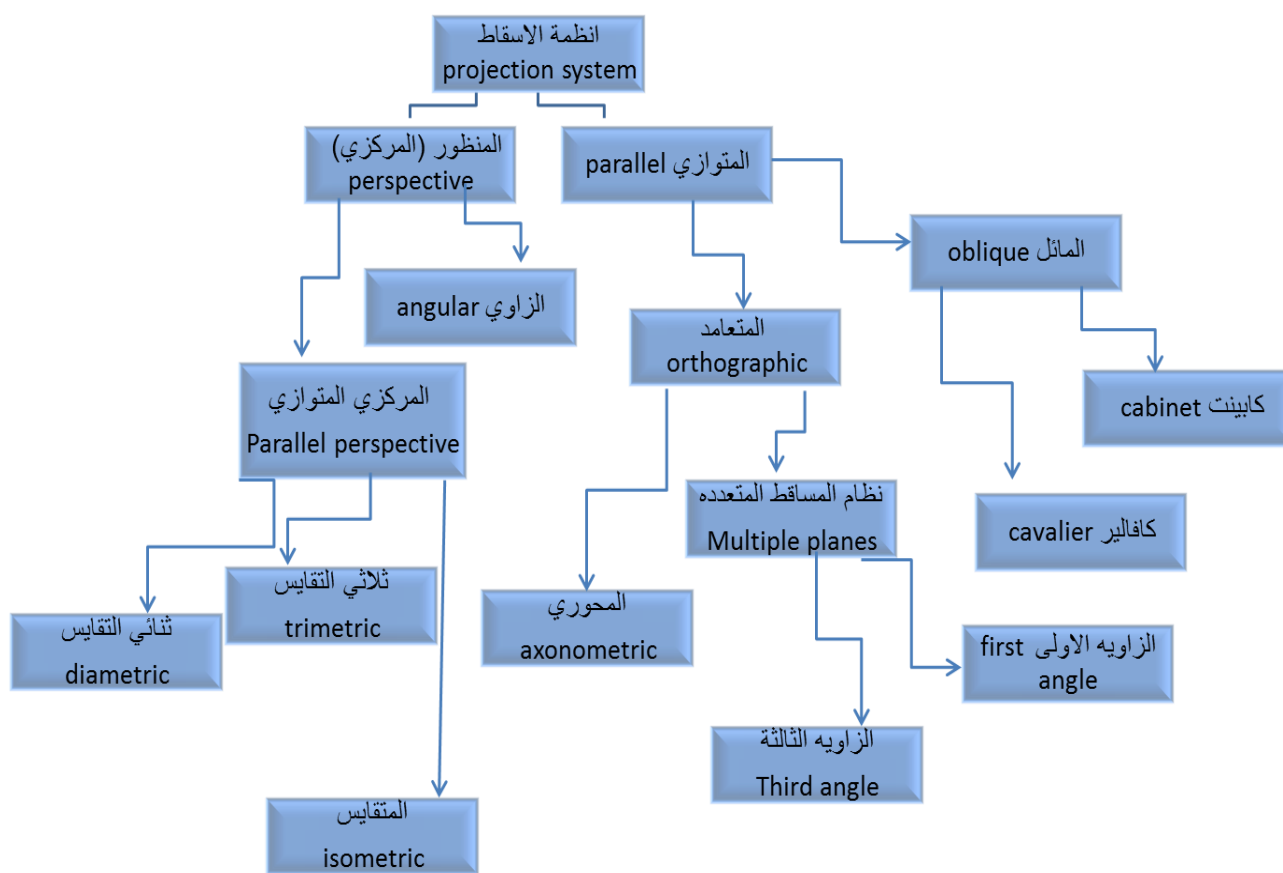 انظمة الاسقاط
projection system
المنظور (المركزي)
perspective
المتوازي parallel
المائل oblique
الزاوي angular
المتعامد
orthographic
المركزي المتوازي
Parallel perspective
كابينت cabinet
نظام المساقط المتعدده
Multiple planes
كافالير cavalier
ثلاثي التقايس
trimetric
المحوري
axonometric
ثنائي التقايس
diametric
الزاويه الاولى first
angle
الزاويه الثالثة
Third angle
المتقايس
isometric